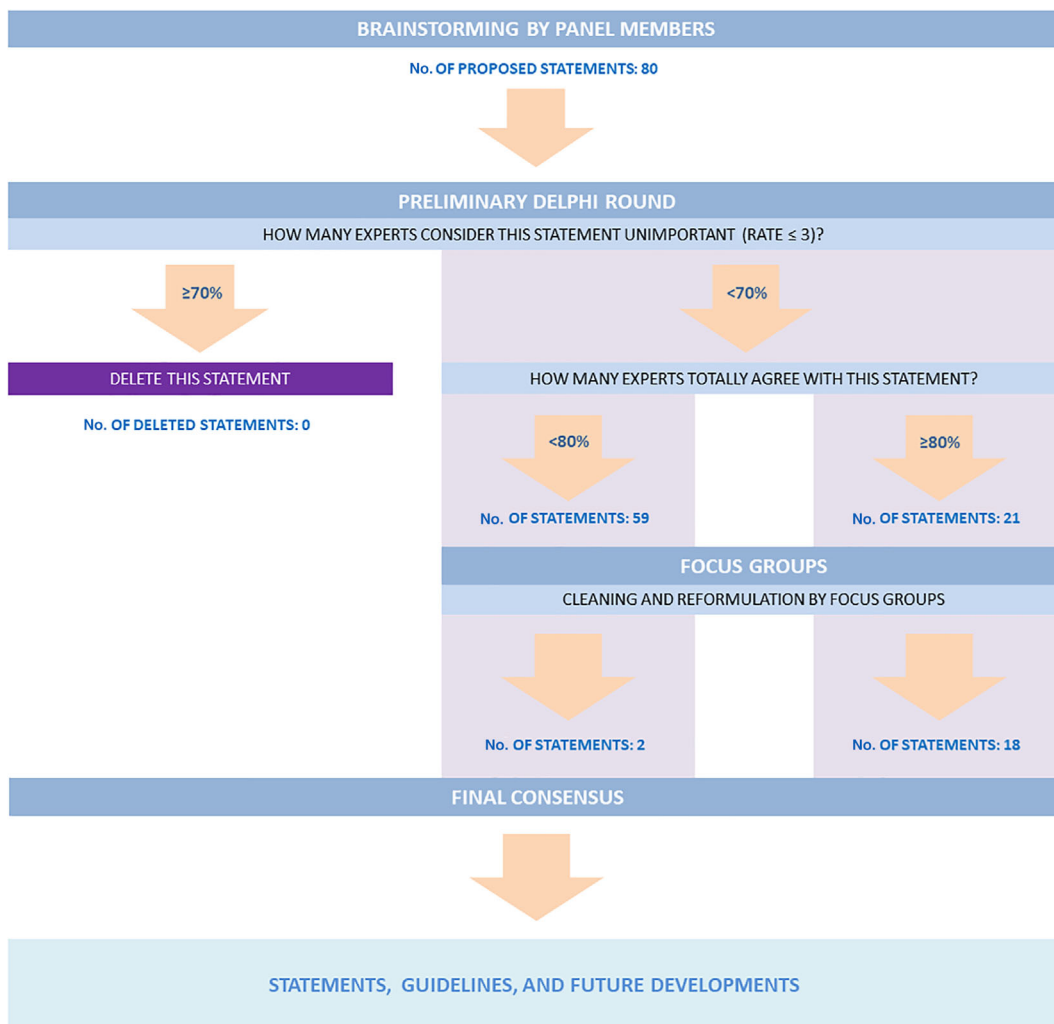 BRAINSTORMING BY PANEL MEMBERS
No. OF PROPOSED STATEMENTS: 80
PRELIMINARY DELPHI ROUND
HOW MANY EXPERTS CONSIDER THIS STATEMENT UNIMPORTANT (RATE ≤ 3)?
≥70%
<70%
DELETE THIS STATEMENT
HOW MANY EXPERTS TOTALLY AGREE WITH THIS STATEMENT?
No. OF DELETED STATEMENTS: 0
<80%
≥80%
No. OF STATEMENTS: 59
No. OF STATEMENTS: 21
FOCUS GROUPS
CLEANING AND REFORMULATION BY FOCUS GROUPS
No. OF STATEMENTS: 2
No. OF STATEMENTS: 18
FINAL CONSENSUS
STATEMENTS, GUIDELINES, AND FUTURE DEVELOPMENTS